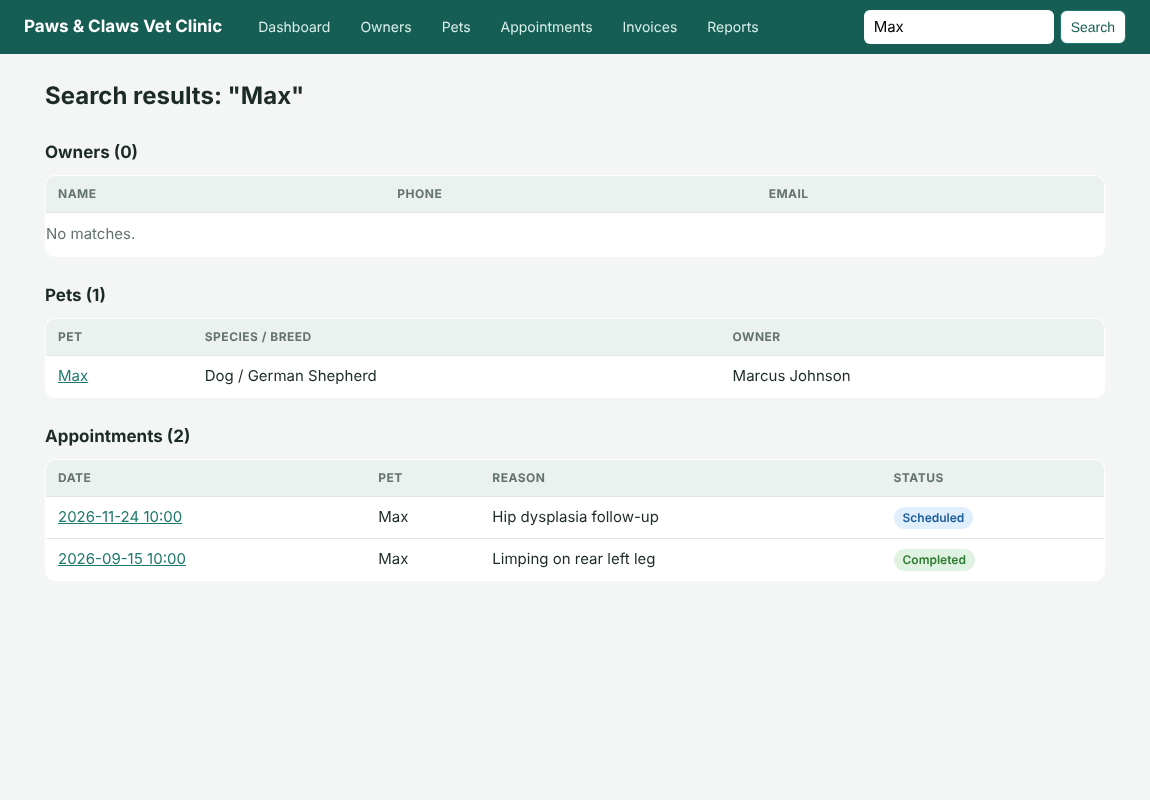 Paws & Claws Vet Clinic Dashboard Owners Pets Appointments Invoices Reports Max Search
Search results: "Max"
Owners (0)
NAME PHONE EMAIL
No matches.
Pets (1)
PET SPECIES / BREED OWNER
Max Dog / German Shepherd Marcus Johnson
Appointments (2)
DATE PET REASON STATUS
2026-11-24 10:00 Max Hip dysplasia follow-up Scheduled
2026-09-15 10:00 Max Limping on rear left leg Completed